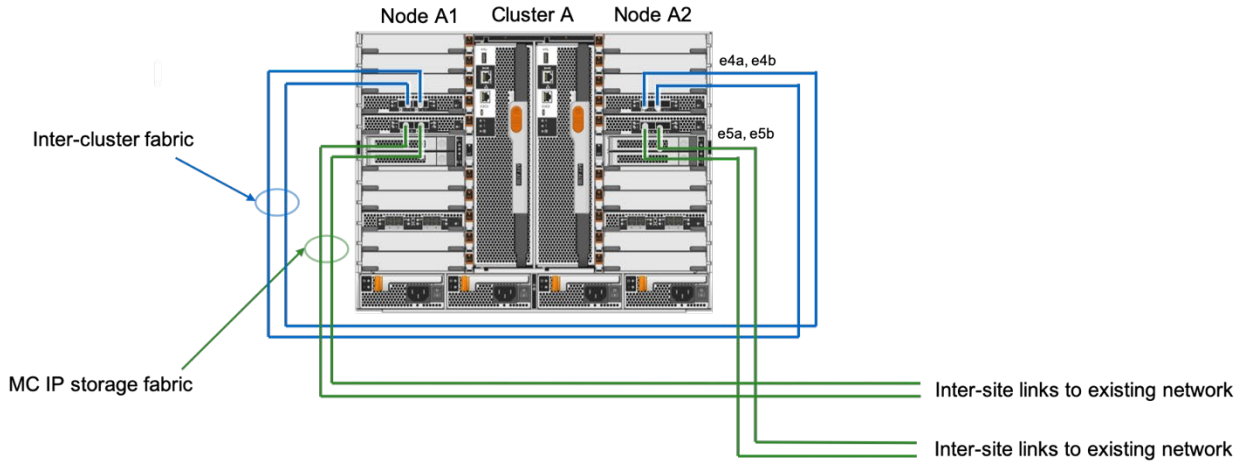 Node A1
Cluster A
Node A2
e4a, e4b
Inter-cluster fabric
e5a, e5b
MC IP storage fabric
Inter-site links to existing network
Inter-site links to existing network